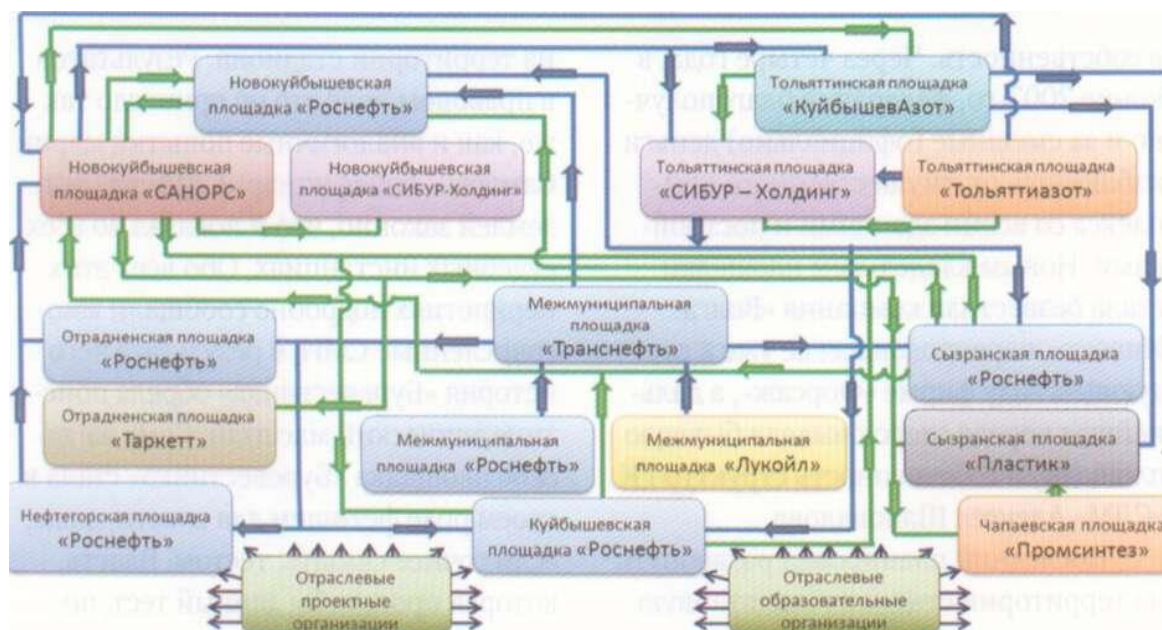 Новокуйбышевская
площадка «Роснефть»
Тольяттинская площадка
«КуйбышевАзот»
Новокуйбышевская
площадка «САНОРС»
Новокуйбышевская
площадка «СИБУР-Холдинг»
Тольяттинская площадка
«СИБУР – Холдинг»
Тольяттинская площадка
«Тольяттиазот»
Отрадненская площадка
«Роснефть»
Межмуниципальная
площадка
«Транснефть»
Сызранская площадка
«Роснефть»
Отрадненская площадка
«Таркетт»
Межмуниципальная
площадка «Роснефть»
Межмуниципальная
площадка «Лукойл»
Сызранская площадка
«Пластик»
Нефтегорская площадка
«Роснефть»
Куйбышевская
площадка «Роснефть»
Чапаевская площадка
«Промсинтез»
Отраслевые
проектные
организации
Отраслевые
образовательные
организации